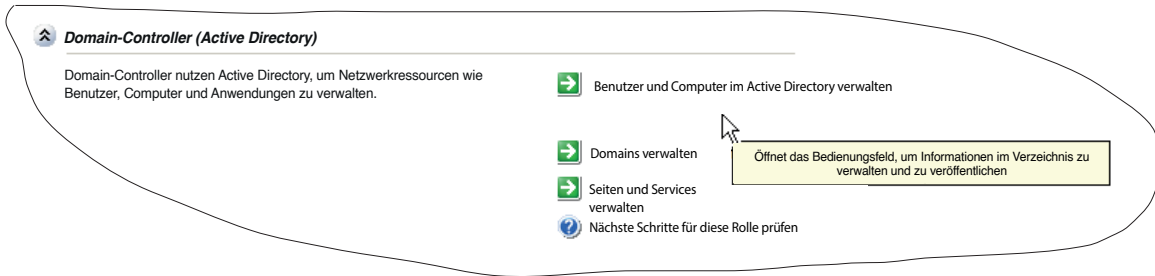 Domain-Controller (Active Directory)
Domain-Controller nutzen Active Directory, um Netzwerkressourcen wie
Benutzer, Computer und Anwendungen zu verwalten.
Benutzer und Computer im Active Directory verwalten
Domains verwalten
Öffnet das Bedienungsfeld, um Informationen im Verzeichnis zu
verwalten und zu veröffentlichen
Seiten und Services
verwalten
Nächste Schritte für diese Rolle prüfen